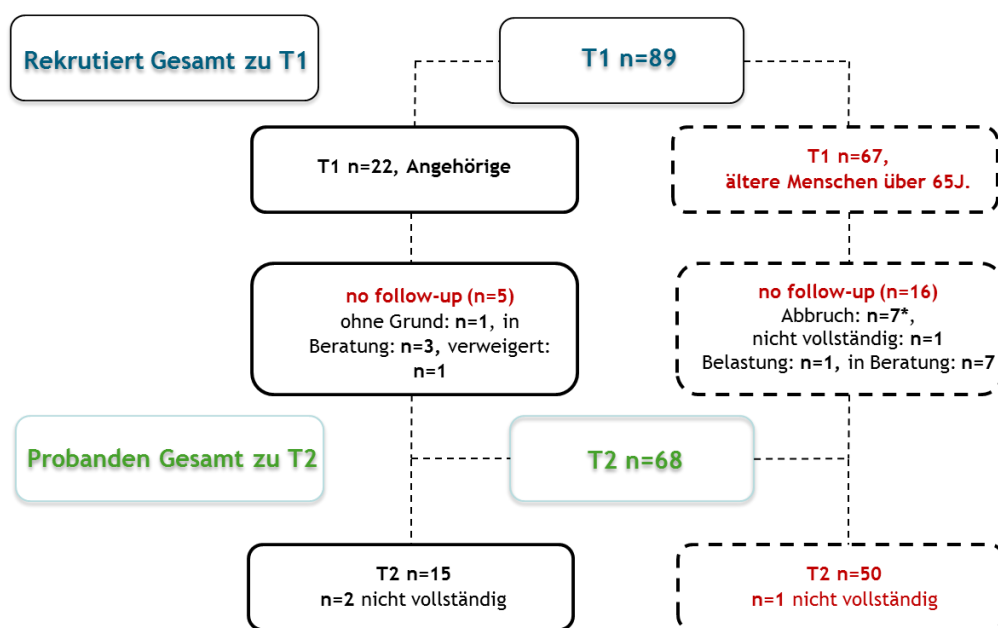 Rekrutiert Gesamt zu T1
T1 n=89
T1 n=22, Angehörige
T1 n=67,
ältere Menschen über 65J.
no follow-up (n=5)
ohne Grund: n=1, in
Beratung: n=3, verweigert:
n=1
no follow-up (n=16)
Abbruch: n=7*,
nicht vollständig: n=1
Belastung: n=1, in Beratung: n=7
Probanden Gesamt zu T2
T2 n=68
T2 n=15
n=2 nicht vollständig
T2 n=50
n=1 nicht vollständig